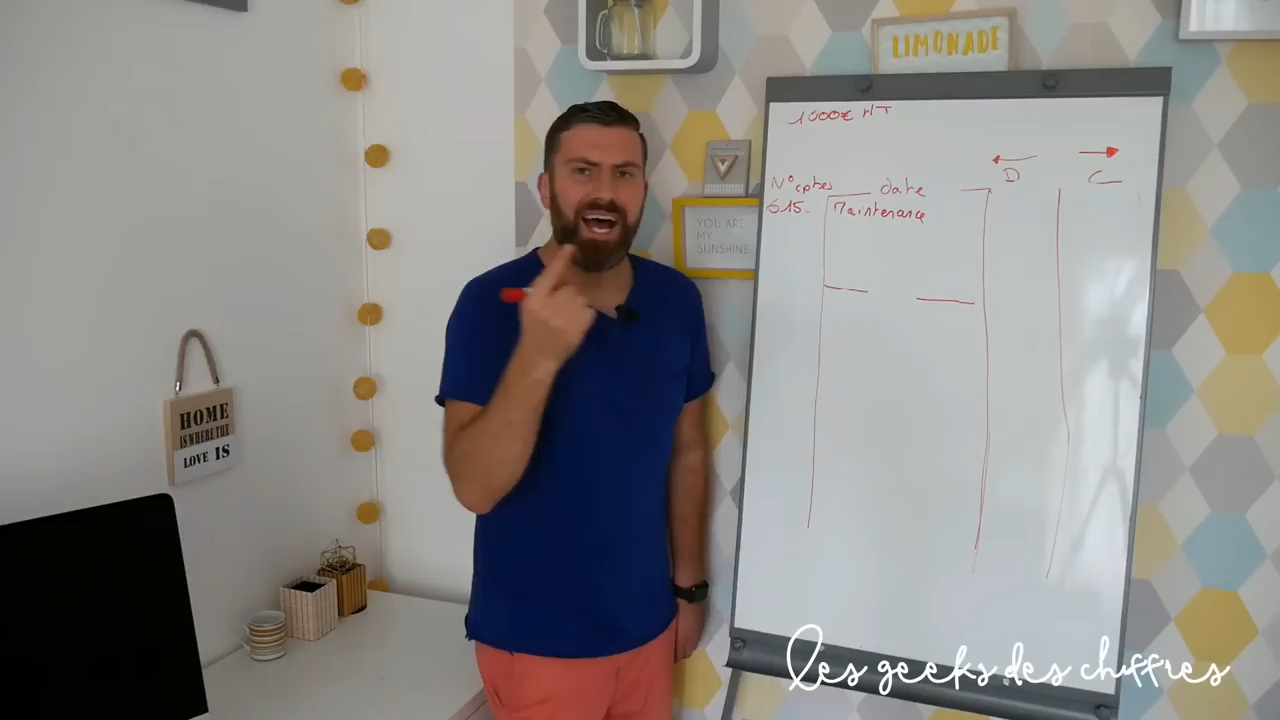 LIMONADE
1000€ HT
D C
N° cptes date
615 Maintenance
YOU ARE
MY
SUNSHINE
HOME
IS WHERE THE
LOVE IS
les geeks des chiffres